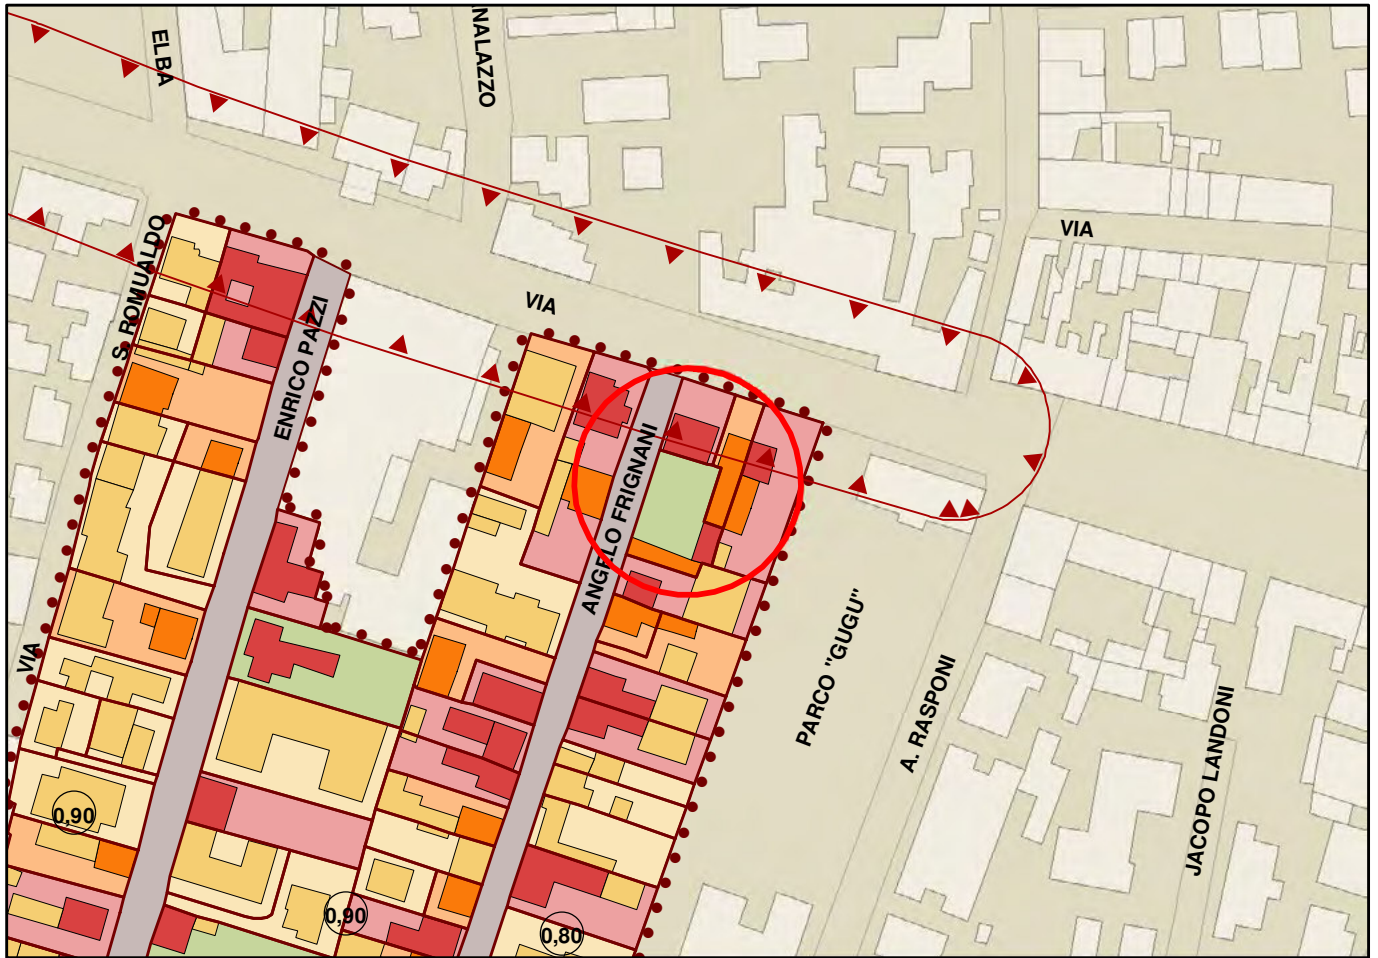 ELBA
NALAZZO
VIA
S. ROMUALDO
VIA
ENRICO PAZZI
ANGELO FRIGNANI
PARCO "GUGU"
VIA
A. RASPONI
JACOPO LANDONI
0,90
0,90
0,80